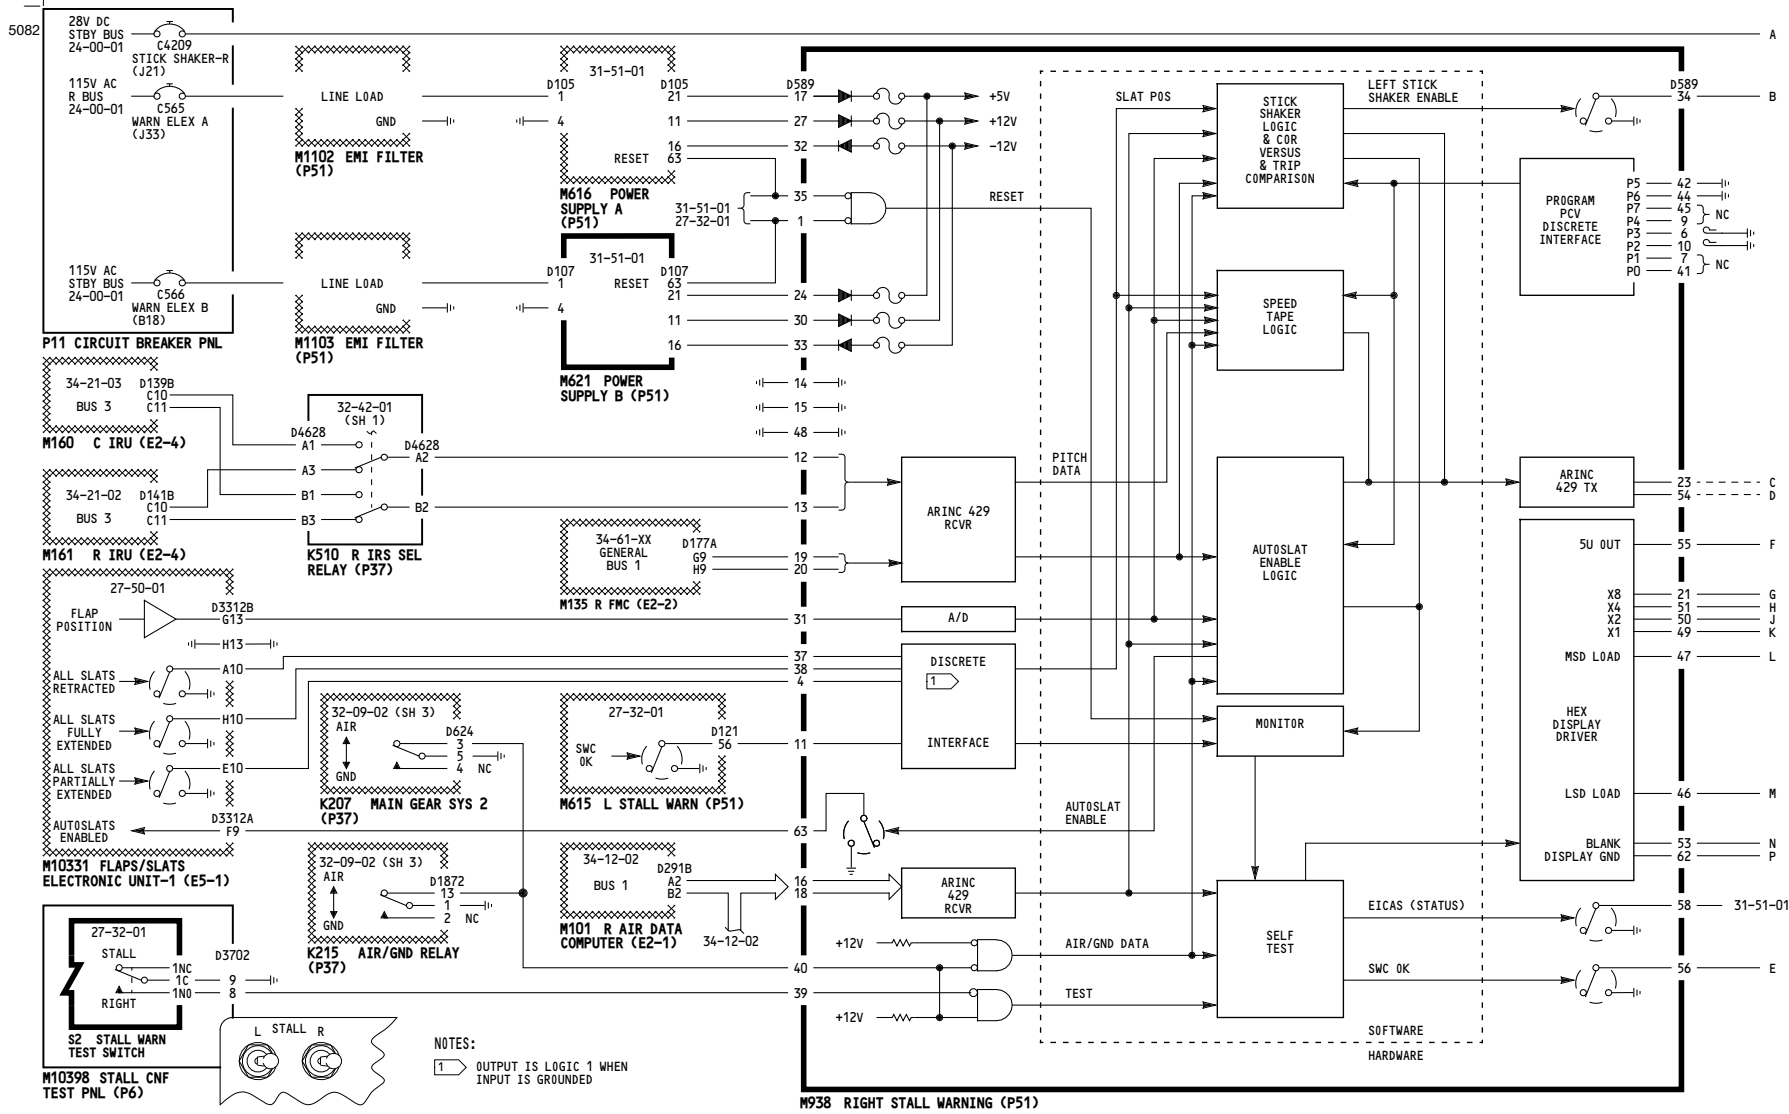 5082
28V DC
STBY BUS
24-00-01
C4209
STICK SHAKER-R
(J21)
115V AC
R BUS
24-00-01
C565
WARN ELEX A
(J33)
115V AC
STBY BUS
24-00-01
C566
WARN ELEX B
(B18)
P11 CIRCUIT BREAKER PNL
LINE LOAD
GND
M1102 EMI FILTER
(P51)
LINE LOAD
GND
M1103 EMI FILTER
(P51)
31-51-01
D105
1
4
D105
21
11
16
RESET 63
M616 POWER
SUPPLY A
(P51)
31-51-01
D107
1
4
D107
RESET 63
21
11
16
M621 POWER
SUPPLY B (P51)
31-51-01
27-32-01
34-21-03
BUS 3
D139B
C10
C11
M160 C IRU (E2-4)
34-21-02
BUS 3
D141B
C10
C11
M161 R IRU (E2-4)
32-42-01
(SH 1)
D4628
A1
A3
B1
B3
D4628
A2
B2
K510 R IRS SEL
RELAY (P37)
34-61-XX
GENERAL
BUS 1
D177A
G9
H9
M135 R FMC (E2-2)
27-50-01
FLAP
POSITION
D3312B
G13
H13
ALL SLATS
RETRACTED
A10
ALL SLATS
FULLY
EXTENDED
H10
ALL SLATS
PARTIALLY
EXTENDED
E10
AUTOSLATS
ENABLED
D3312A
F9
M10331 FLAPS/SLATS
ELECTRONIC UNIT-1 (E5-1)
32-09-02 (SH 3)
AIR
GND
D624
3
5
4 NC
K207 MAIN GEAR SYS 2
(P37)
27-32-01
SWC
OK
D121
56
M615 L STALL WARN (P51)
32-09-02 (SH 3)
AIR
GND
D1872
13
1
2 NC
K215 AIR/GND RELAY
(P37)
34-12-02
BUS 1
D291B
A2
B2
M101 R AIR DATA
COMPUTER (E2-1)
34-12-02
27-32-01
STALL
RIGHT
1NC
1C
1NO
D3702
9
8
S2 STALL WARN
TEST SWITCH
M10398 STALL CNF
TEST PNL (P6)
L STALL R
NOTES:
1 OUTPUT IS LOGIC 1 WHEN
INPUT IS GROUNDED
D589
17
27
32
35
1
24
30
33
14
15
48
12
13
19
20
31
37
38
4
11
63
16
18
40
39
+5V
+12V
-12V
RESET
ARINC 429
RCVR
A/D
DISCRETE
1
INTERFACE
ARINC
429
RCVR
+12V
+12V
SLAT POS
PITCH
DATA
AUTOSLAT
ENABLE
AIR/GND DATA
TEST
STICK
SHAKER
LOGIC
& COR
VERSUS
& TRIP
COMPARISON
SPEED
TAPE
LOGIC
AUTOSLAT
ENABLE
LOGIC
MONITOR
SELF
TEST
LEFT STICK
SHAKER ENABLE
EICAS (STATUS)
SWC OK
SOFTWARE
HARDWARE
PROGRAM
PCV
DISCRETE
INTERFACE
P5 42
P6 44
P7 45
P4 9
NC
P3 6
P2 10
P1 7
P0 41
NC
ARINC
429 TX
HEX
DISPLAY
DRIVER
5U OUT
X8
X4
X2
X1
MSD LOAD
LSD LOAD
BLANK
DISPLAY GND
D589
34
23
54
55
21
51
50
49
47
46
53
62
58 31-51-01
56
A
B
C
D
F
G
H
J
K
L
M
N
P
E
M938 RIGHT STALL WARNING (P51)